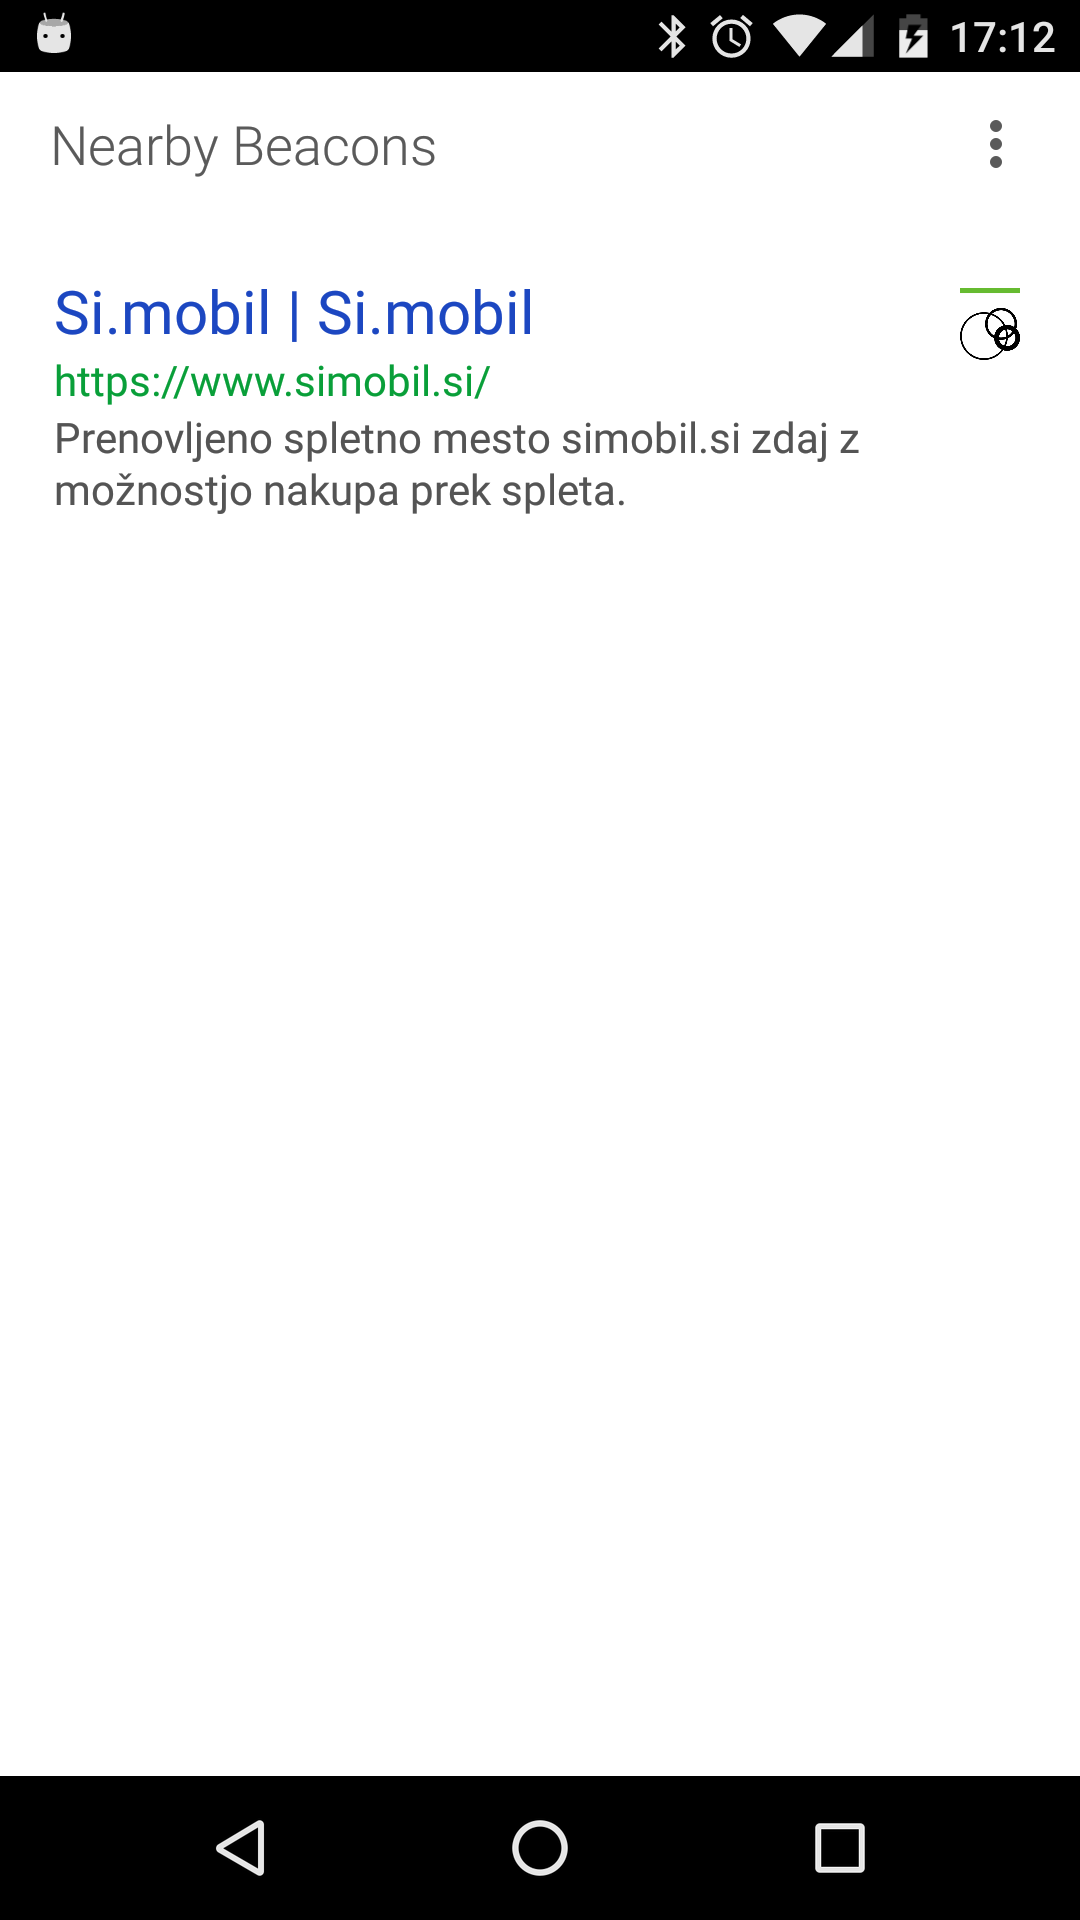 17:12
Nearby Beacons
Si.mobil | Si.mobil
https://www.simobil.si/
Prenovljeno spletno mesto simobil.si zdaj z
možnostjo nakupa prek spleta.